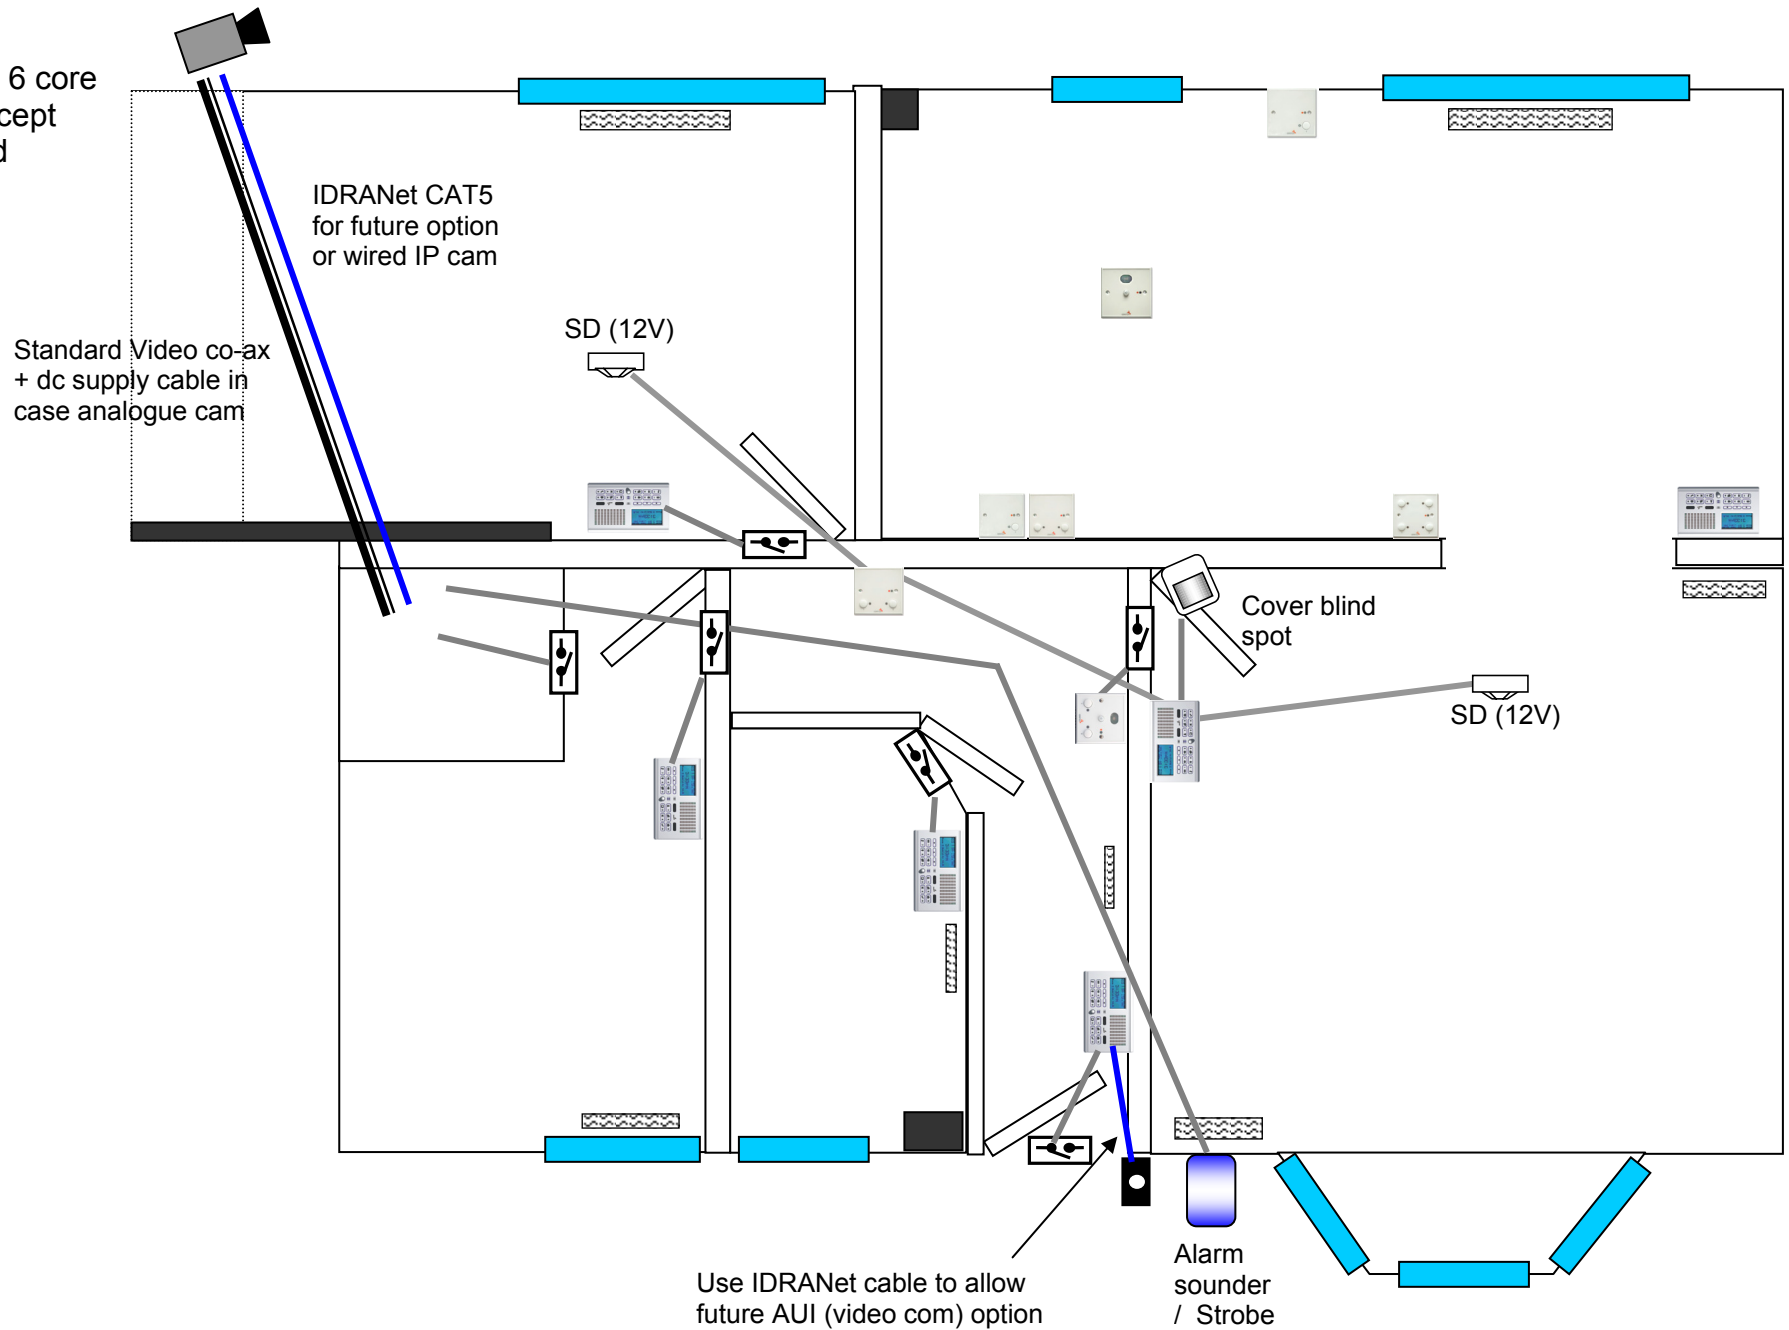 6 core
cept
d
IDRANet CAT5
for future option
or wired IP cam
SD (12V)
Standard Video co-ax
+ dc supply cable in
case analogue cam
Cover blind
spot
SD (12V)
Use IDRANet cable to allow
future AUI (video com) option
Alarm
sounder
/ Strobe